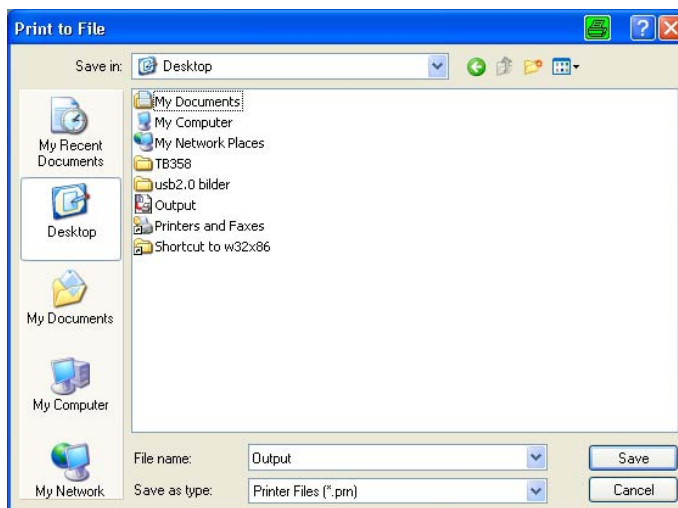 Print to File
Save in:
Desktop
My Recent
Documents
Desktop
My Documents
My Computer
My Network
My Documents
My Computer
My Network Places
TB358
usb2.0 bilder
Output
Printers and Faxes
Shortcut to w32x86
File name:
Output
Save
Save as type:
Printer Files (*.prn)
Cancel